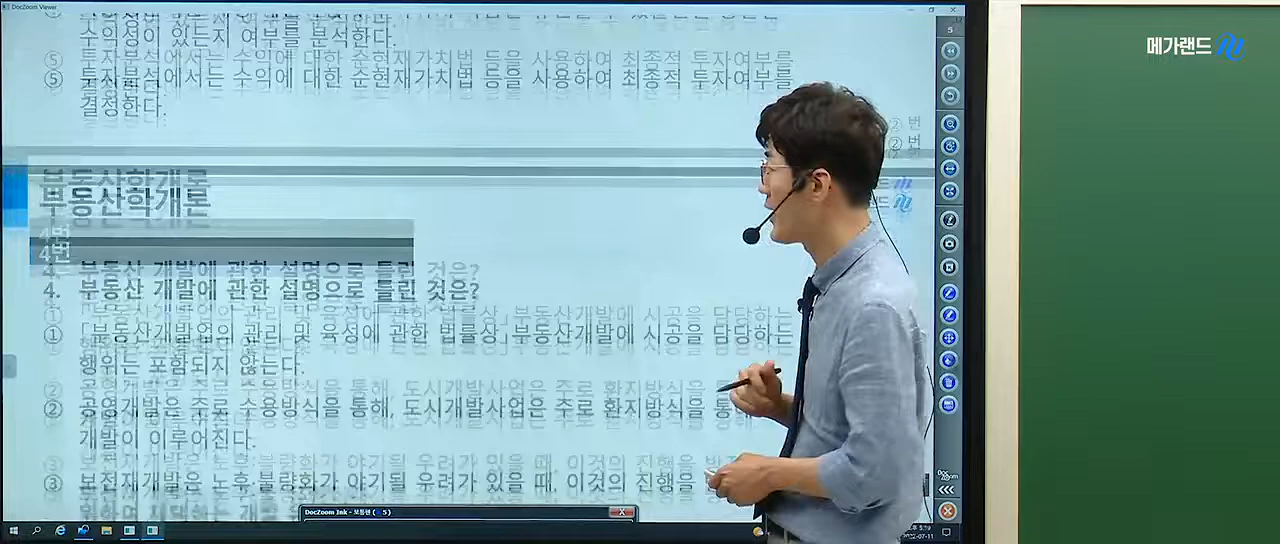 DocZoom Viewer
수익성이 있는지 여부를 분석한다.
⑤ 투자분석에서는 수익에 대한 순현재가치법 등을 사용하여 최종적 투자여부를
결정한다.
② 번
메가랜드
부동산학개론
4번
4. 부동산 개발에 관한 설명으로 틀린 것은?
① 「부동산개발업의 관리 및 육성에 관한 법률상」 부동산개발에 시공을 담당하는
행위는 포함되지 않는다.
② 공영개발은 주로 수용방식을 통해, 도시개발사업은 주로 환지방식을 통해
개발이 이루어진다.
③ 보전재개발은 노후·불량화가 야기될 우려가 있을 때, 이것의 진행을
DocZoom Ink - 보통펜 ( 5)
5